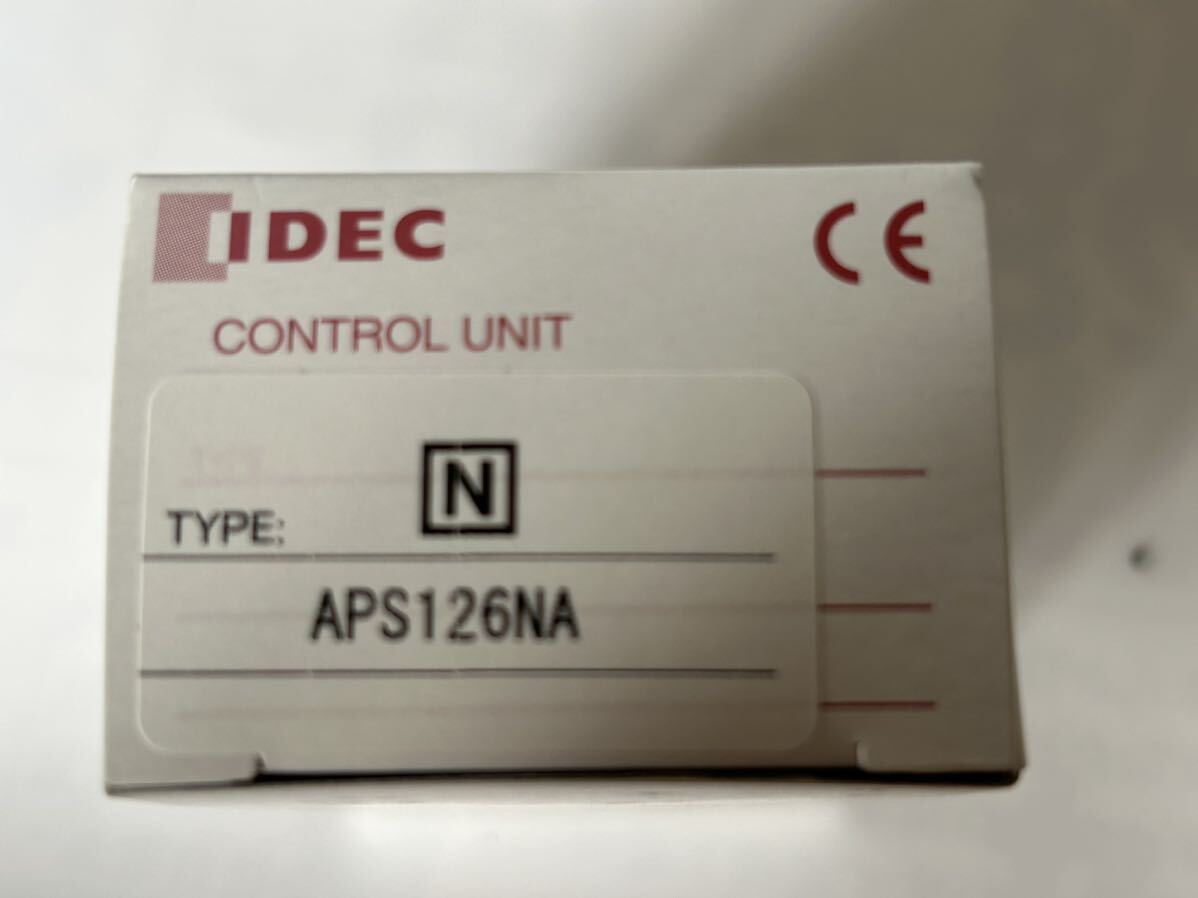 IDEC CE
CONTROL UNIT
N
TYPE:
APS126NA